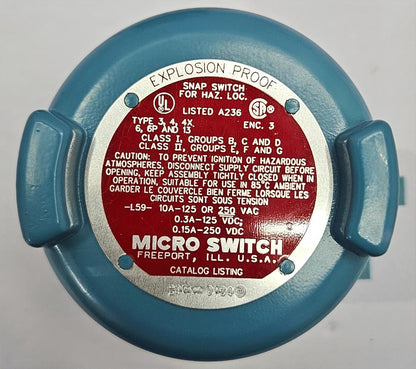 EXPLOSION PROOF
SNAP SWITCH
FOR HAZ. LOC.
UL LISTED A236 SA
TYPE 3, 4, 4X ENC. 3
6, 6P AND 13
CLASS I, GROUPS B, C AND D
CLASS II, GROUPS E, F AND G
CAUTION: TO PREVENT IGNITION OF HAZARDOUS
ATMOSPHERES, DISCONNECT SUPPLY CIRCUIT BEFORE
OPENING, KEEP ASSEMBLY TIGHTLY CLOSED WHEN IN
OPERATION, SUITABLE FOR USE IN 85°C AMBIENT
GARDER LE COUVERCLE BIEN FERME LORSQUE LES
CIRCUITS SONT SOUS TENSION
-L59- 10A-125 OR 250 VAC
0.3A-125 VDC;
0.15A-250 VDC
MICRO SWITCH
FREEPORT, ILL. U.S.A.
CATALOG LISTING